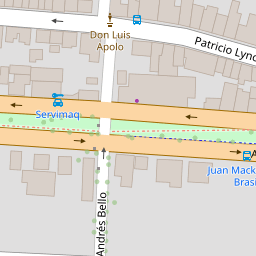 Don Luis
Apolo
Patricio Lync
Servimaq
Juan Mack
Brasi
A
Andrés Bello